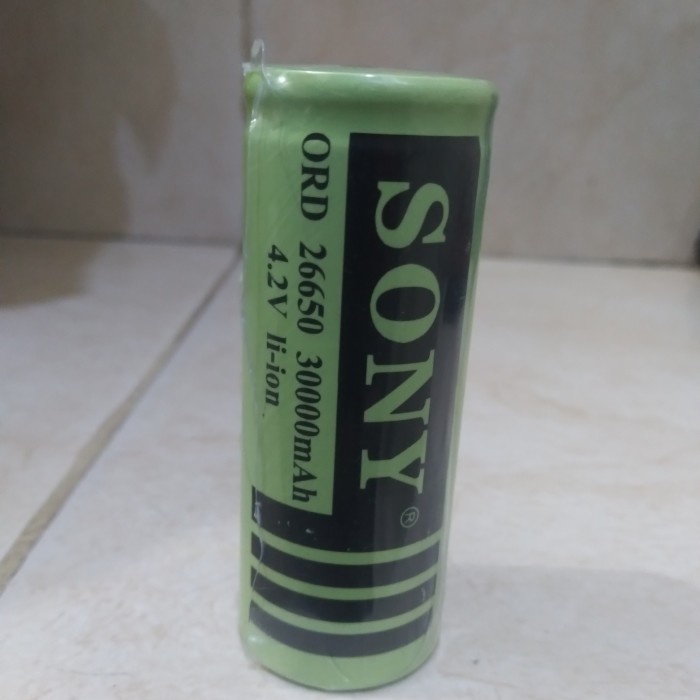 SONY®
ORD 26650 30000mAh
4.2V li-ion